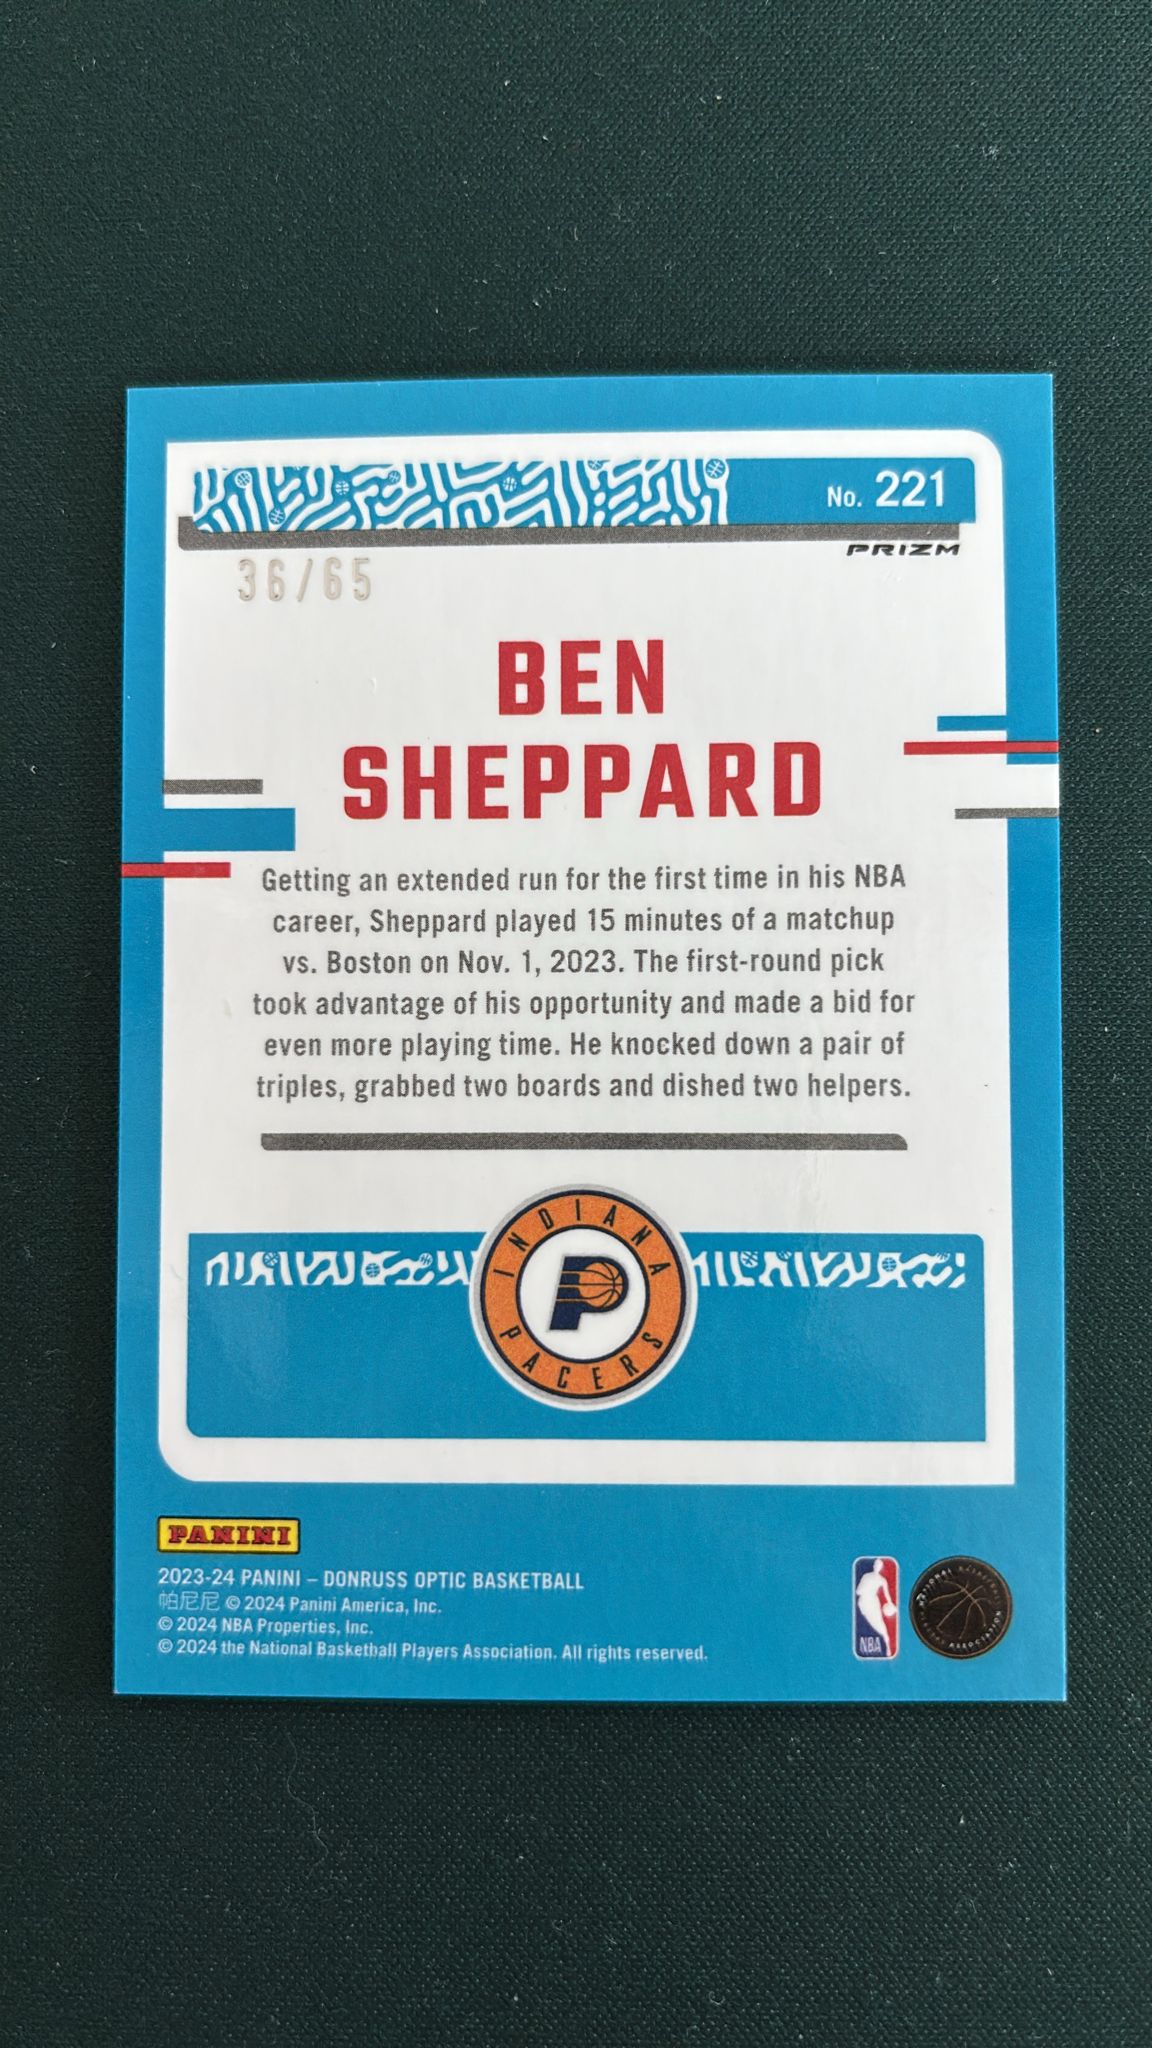 No. 221
PRIZM
36/65
BEN
SHEPPARD
Getting an extended run for the first time in his NBA
career, Sheppard played 15 minutes of a matchup
vs. Boston on Nov. 1, 2023. The first-round pick
took advantage of his opportunity and made a bid for
even more playing time. He knocked down a pair of
triples, grabbed two boards and dished two helpers.
INDIANA
PACERS
PANINI
2023-24 PANINI – DONRUSS OPTIC BASKETBALL
帕尼尼 © 2024 Panini America, Inc.
© 2024 NBA Properties, Inc.
© 2024 the National Basketball Players Association. All rights reserved.
NBA
NATIONAL BASKETBALL
PLAYERS ASSOCIATION